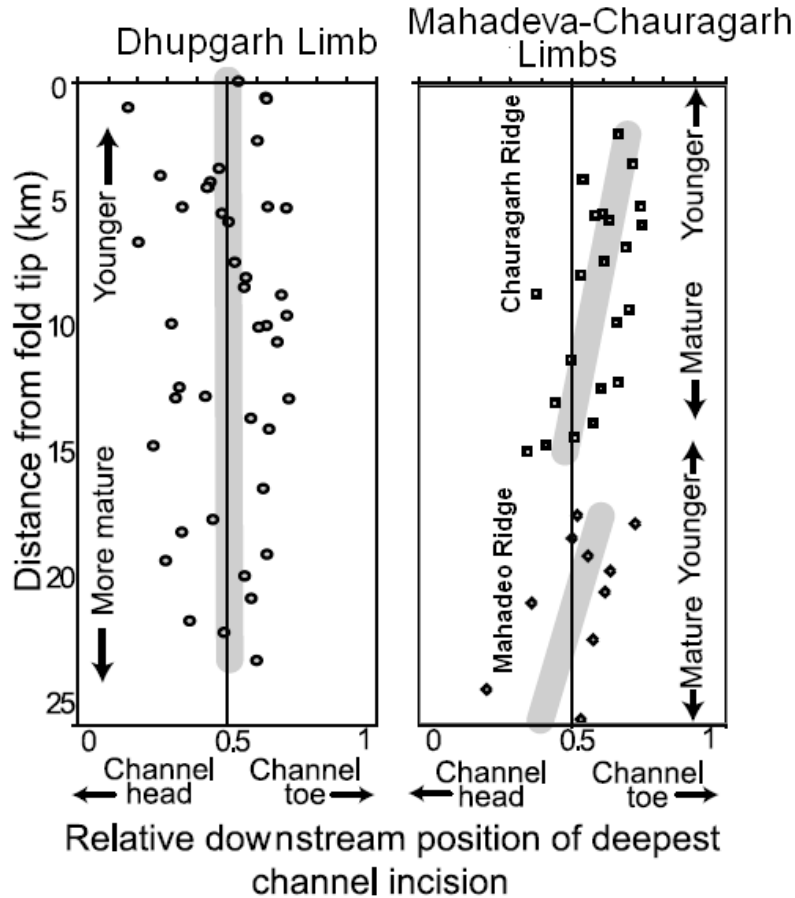 Dhupgarh Limb
Mahadeva-Chauragarh
Limbs
Distance from fold tip (km)
0
5
10
15
20
25
Younger
More mature
0
0.5
1
Channel
head
Channel
toe
Chauragarh Ridge
Mahadeo Ridge
Younger
Mature
Younger
Mature
0
0.5
1
Channel
head
Channel
toe
Relative downstream position of deepest
channel incision